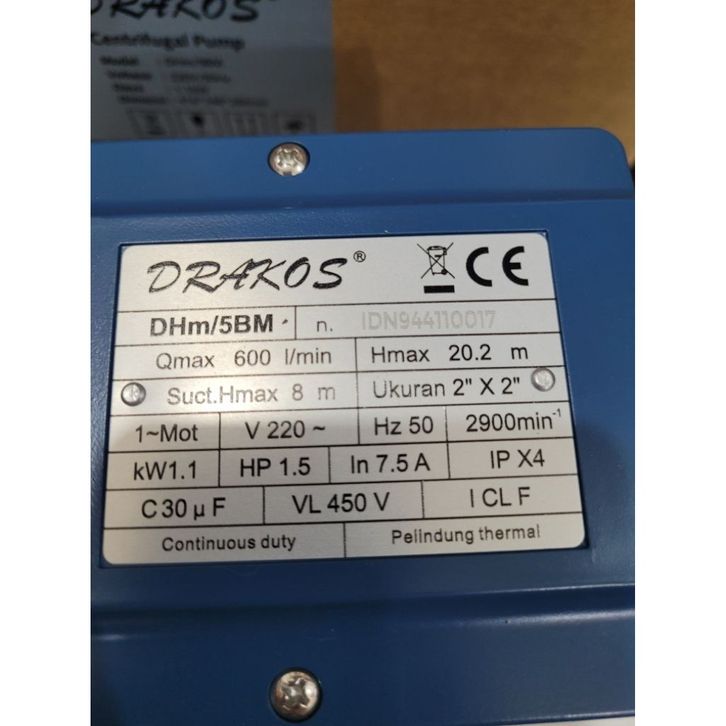 DRAKOS®
Centrifugal Pump
DRAKOS® CE
DHm/5BM n. IDN944110017
Qmax 600 l/min Hmax 20.2 m
Suct.Hmax 8 m Ukuran 2" X 2"
1~Mot V 220 ~ Hz 50 2900min-1
kW1.1 HP 1.5 In 7.5 A IP X4
C 30 µ F VL 450 V I CL F
Continuous duty Pelindung thermal